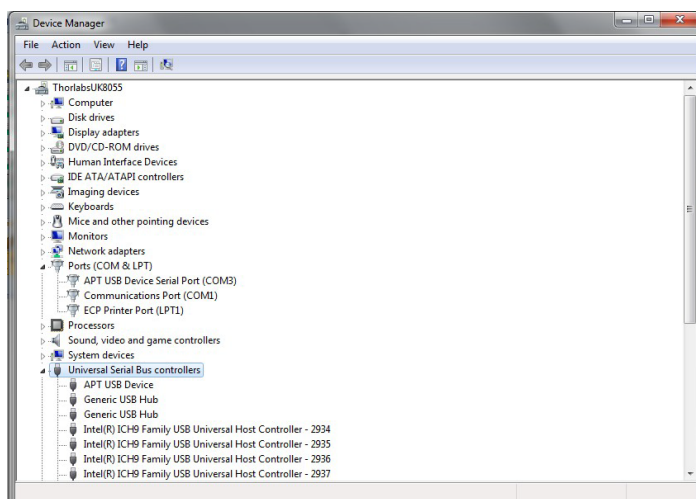 Device Manager
File Action View Help
ThorlabsUK8055
Computer
Disk drives
Display adapters
DVD/CD-ROM drives
Human Interface Devices
IDE ATA/ATAPI controllers
Imaging devices
Keyboards
Mice and other pointing devices
Monitors
Network adapters
Ports (COM & LPT)
APT USB Device Serial Port (COM3)
Communications Port (COM1)
ECP Printer Port (LPT1)
Processors
Sound, video and game controllers
System devices
Universal Serial Bus controllers
APT USB Device
Generic USB Hub
Generic USB Hub
Intel(R) ICH9 Family USB Universal Host Controller - 2934
Intel(R) ICH9 Family USB Universal Host Controller - 2935
Intel(R) ICH9 Family USB Universal Host Controller - 2936
Intel(R) ICH9 Family USB Universal Host Controller - 2937